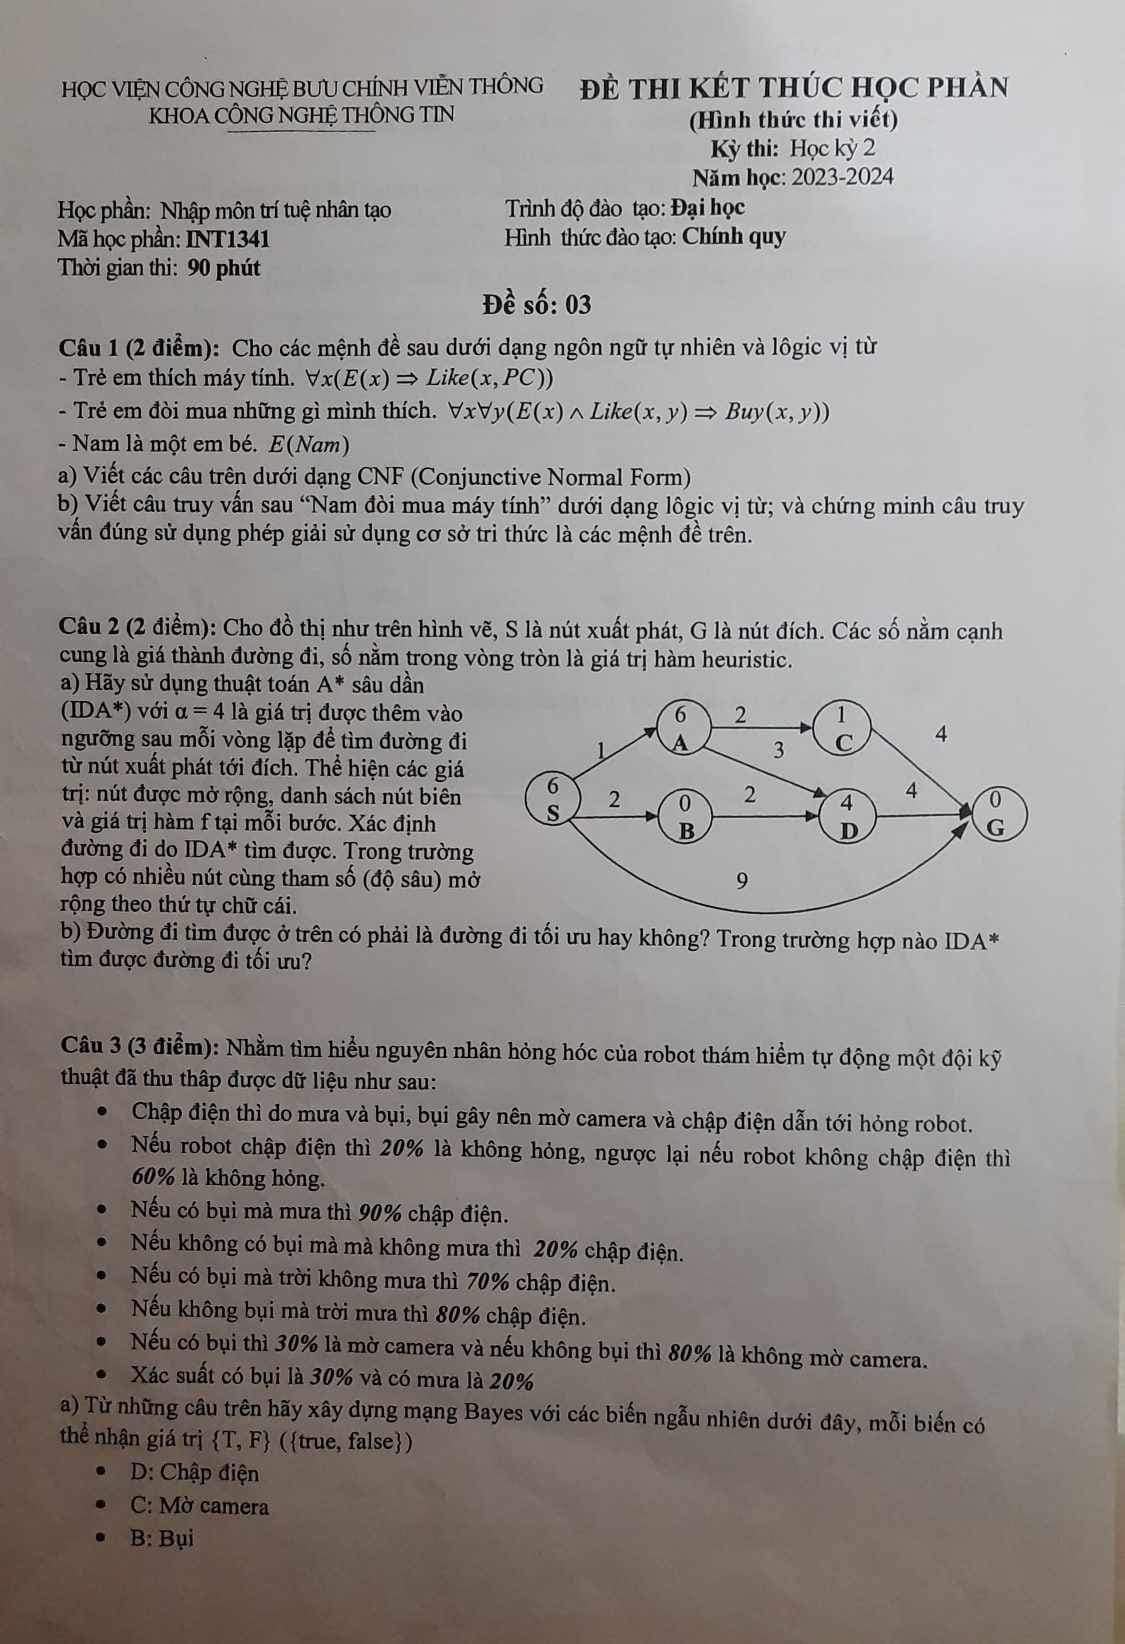 HỌC VIỆN CÔNG NGHỆ BƯU CHÍNH VIỄN THÔNG
KHOA CÔNG NGHỆ THÔNG TIN
ĐỀ THI KẾT THÚC HỌC PHẦN
(Hình thức thi viết)
Kỳ thi: Học kỳ 2
Năm học: 2023-2024
Học phần: Nhập môn trí tuệ nhân tạo
Trình độ đào tạo: Đại học
Mã học phần: INT1341
Hình thức đào tạo: Chính quy
Thời gian thi: 90 phút
Đề số: 03
Câu 1 (2 điểm): Cho các mệnh đề sau dưới dạng ngôn ngữ tự nhiên và lôgic vị từ
- Trẻ em thích máy tính. ∀x(E(x) ⇒ Like(x, PC))
- Trẻ em đòi mua những gì mình thích. ∀x∀y(E(x) ∧ Like(x, y) ⇒ Buy(x, y))
- Nam là một em bé. E(Nam)
a) Viết các câu trên dưới dạng CNF (Conjunctive Normal Form)
b) Viết câu truy vấn sau “Nam đòi mua máy tính” dưới dạng lôgic vị từ; và chứng minh câu truy
vấn đúng sử dụng phép giải sử dụng cơ sở tri thức là các mệnh đề trên.
Câu 2 (2 điểm): Cho đồ thị như trên hình vẽ, S là nút xuất phát, G là nút đích. Các số nằm cạnh
cung là giá thành đường đi, số nằm trong vòng tròn là giá trị hàm heuristic.
a) Hãy sử dụng thuật toán A* sâu dần
(IDA*) với α = 4 là giá trị được thêm vào
ngưỡng sau mỗi vòng lặp để tìm đường đi
từ nút xuất phát tới đích. Thể hiện các giá
trị: nút được mở rộng, danh sách nút biên
và giá trị hàm f tại mỗi bước. Xác định
đường đi do IDA* tìm được. Trong trường
hợp có nhiều nút cùng tham số (độ sâu) mở
rộng theo thứ tự chữ cái.
6 2 1
A C
1 3 4
6 2 0 2 4 4 0
S B D G
9
b) Đường đi tìm được ở trên có phải là đường đi tối ưu hay không? Trong trường hợp nào IDA*
tìm được đường đi tối ưu?
Câu 3 (3 điểm): Nhằm tìm hiểu nguyên nhân hỏng hóc của robot thám hiểm tự động một đội kỹ
thuật đã thu thâp được dữ liệu như sau:
• Chập điện thì do mưa và bụi, bụi gây nên mờ camera và chập điện dẫn tới hỏng robot.
• Nếu robot chập điện thì 20% là không hỏng, ngược lại nếu robot không chập điện thì
60% là không hỏng.
• Nếu có bụi mà mưa thì 90% chập điện.
• Nếu không có bụi mà mà không mưa thì 20% chập điện.
• Nếu có bụi mà trời không mưa thì 70% chập điện.
• Nếu không bụi mà trời mưa thì 80% chập điện.
• Nếu có bụi thì 30% là mờ camera và nếu không bụi thì 80% là không mờ camera.
• Xác suất có bụi là 30% và có mưa là 20%
a) Từ những câu trên hãy xây dựng mạng Bayes với các biến ngẫu nhiên dưới đây, mỗi biến có
thể nhận giá trị {T, F} ({true, false})
• D: Chập điện
• C: Mờ camera
• B: Bụi